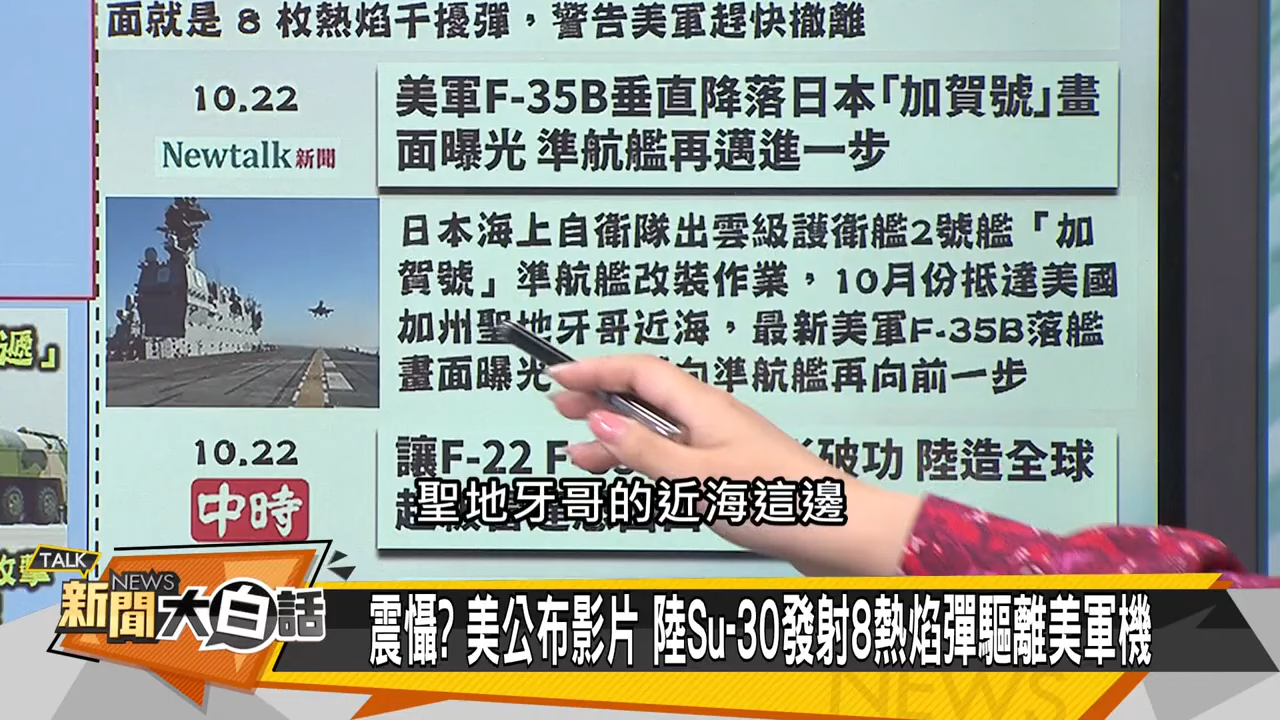 面就是 8 枚熱焰干擾彈,警告美軍趕快撤離
10.22
Newtalk新聞
美軍F-35B垂直降落日本「加賀號」畫
面曝光 準航艦再邁進一步
日本海上自衛隊出雲級護衛艦2號艦「加
賀號」準航艦改裝作業,10月份抵達美國
加州聖地牙哥近海,最新美軍F-35B落艦
畫面曝光 向準航艦再向前一步
10.22
中時
讓F-22 F 破功 陸造全球
聖地牙哥的近海這邊
」
攻擊
TALK
NEWS
新聞大白話
震懾? 美公布影片 陸Su-30發射8熱焰彈驅離美軍機
NEWS